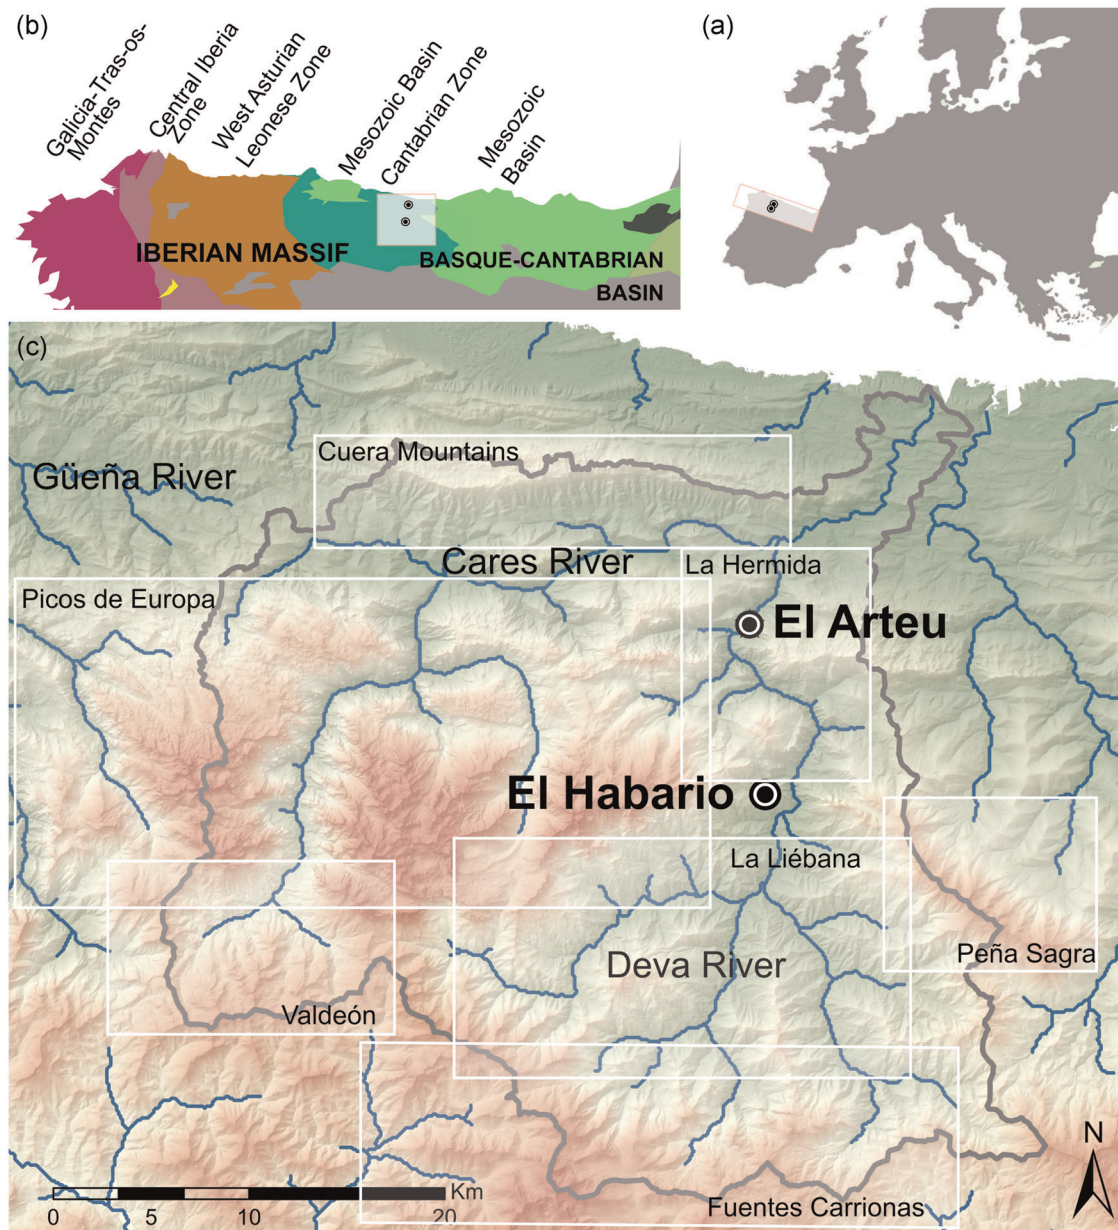 (b)
(a)
Galicia-Tras-os-
Montes
Central Iberia
Zone
West Asturian
Leonese Zone
Mesozoic Basin
Cantabrian Zone
Mesozoic
Basin
IBERIAN MASSIF
BASQUE-CANTABRIAN
BASIN
(c)
Cuera Mountains
Güeña River
Cares River
La Hermida
Picos de Europa
El Arteu
El Habario
La Liébana
Deva River
Peña Sagra
Valdeón
N
Km
Fuentes Carrionas
0
5
10
20